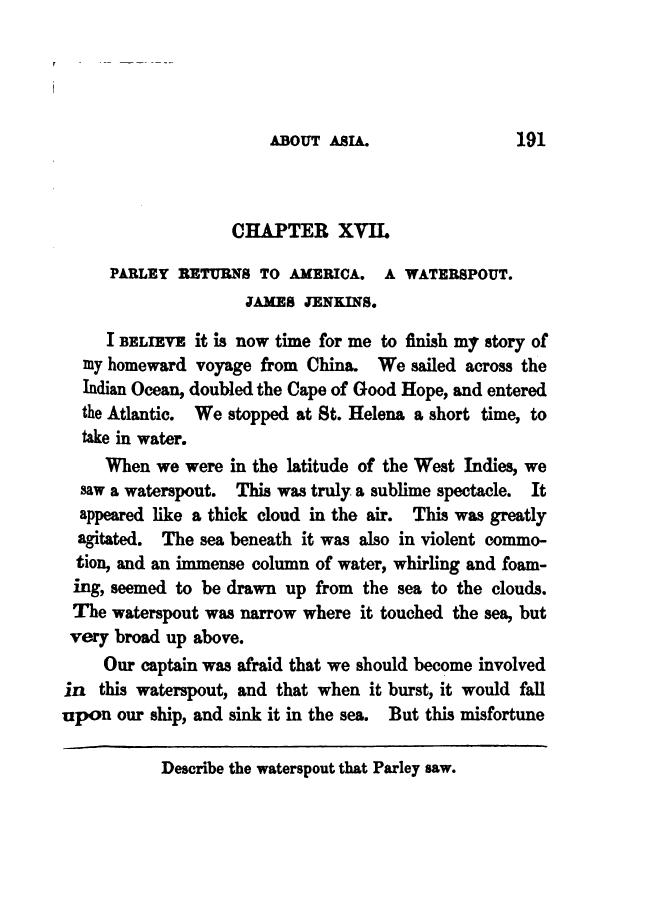 ABOUT ASIA. 191
CHAPTER XVII.
PARLEY RETURNS TO AMERICA. A WATERSPOUT.
JAMES JENKINS.
I BELIEVE it is now time for me to finish my story of
my homeward voyage from China. We sailed across the
Indian Ocean, doubled the Cape of Good Hope, and entered
the Atlantic. We stopped at St. Helena a short time, to
take in water.
When we were in the latitude of the West Indies, we
saw a waterspout. This was truly a sublime spectacle. It
appeared like a thick cloud in the air. This was greatly
agitated. The sea beneath it was also in violent commo-
tion, and an immense column of water, whirling and foam-
ing, seemed to be drawn up from the sea to the clouds.
The waterspout was narrow where it touched the sea, but
very broad up above.
Our captain was afraid that we should become involved
in this waterspout, and that when it burst, it would fall
upon our ship, and sink it in the sea. But this misfortune
Describe the waterspout that Parley saw.